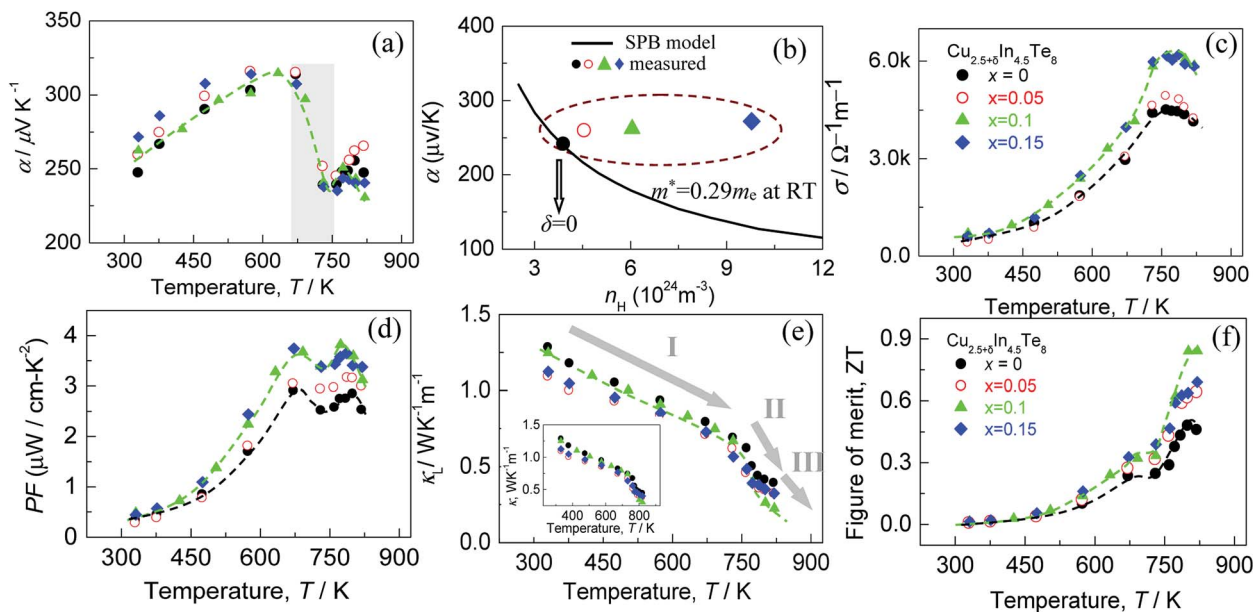 (a)
α / μV K⁻¹
350
300
250
200
300 450 600 750 900
Temperature, T / K
(b)
SPB model
measured
α (μv/K)
400
300
200
100
δ=0
m*=0.29mₑ at RT
3 6 9 12
n_H (10²⁴m⁻³)
(c)
σ / Ω⁻¹m⁻¹
6.0k
3.0k
0.0
Cu₂.₅₊δIn₄.₅Te₈
x= 0
x=0.05
x=0.1
x=0.15
300 450 600 750 900
Temperature, T / K
(d)
PF (μW / cm-K⁻²)
4
3
2
1
0
150 300 450 600 750 900
Temperature, T / K
(e)
κ_L / WK⁻¹m⁻¹
1.5
1.0
0.5
0.0
I
II
III
κ, WK⁻¹m⁻¹
1.5
1.0
0.5
400 600 800
Temperature, T / K
300 400 500 600 700 800 900
Temperature, T / K
(f)
Figure of merit, ZT
0.9
0.6
0.3
0.0
Cu₂.₅₊δIn₄.₅Te₈
x= 0
x=0.05
x=0.1
x=0.15
300 450 600 750 900
Temperature, T / K